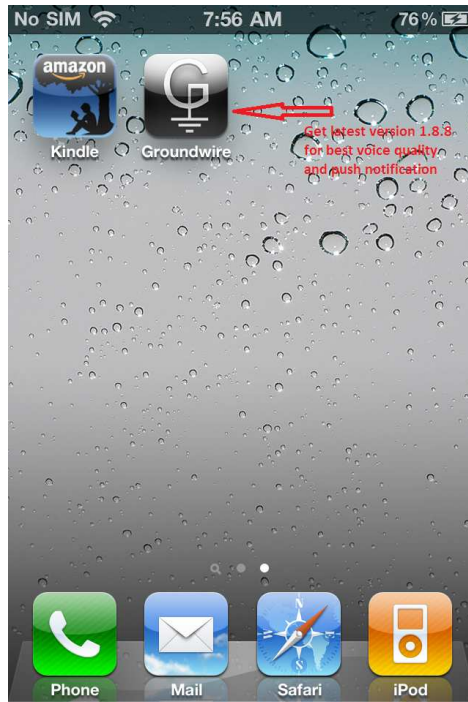 No SIM 7:56 AM 76%
amazon
Kindle Groundwire
Get latest version 1.8.8
for best voice quality
and push notification
Phone Mail Safari iPod